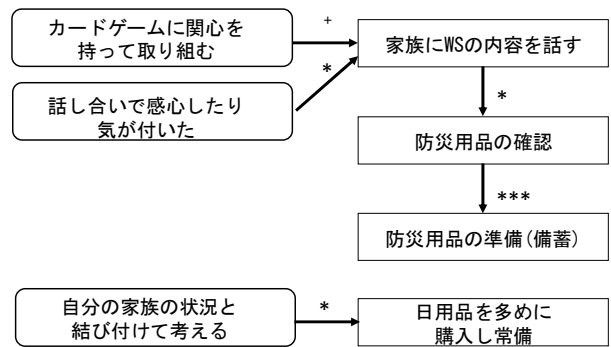 カードゲームに関心を
持って取り組む
+
家族にWSの内容を話す
*
話し合いで感心したり
気が付いた
*
防災用品の確認
***
防災用品の準備(備蓄)
自分の家族の状況と
結び付けて考える
*
日用品を多めに
購入し常備